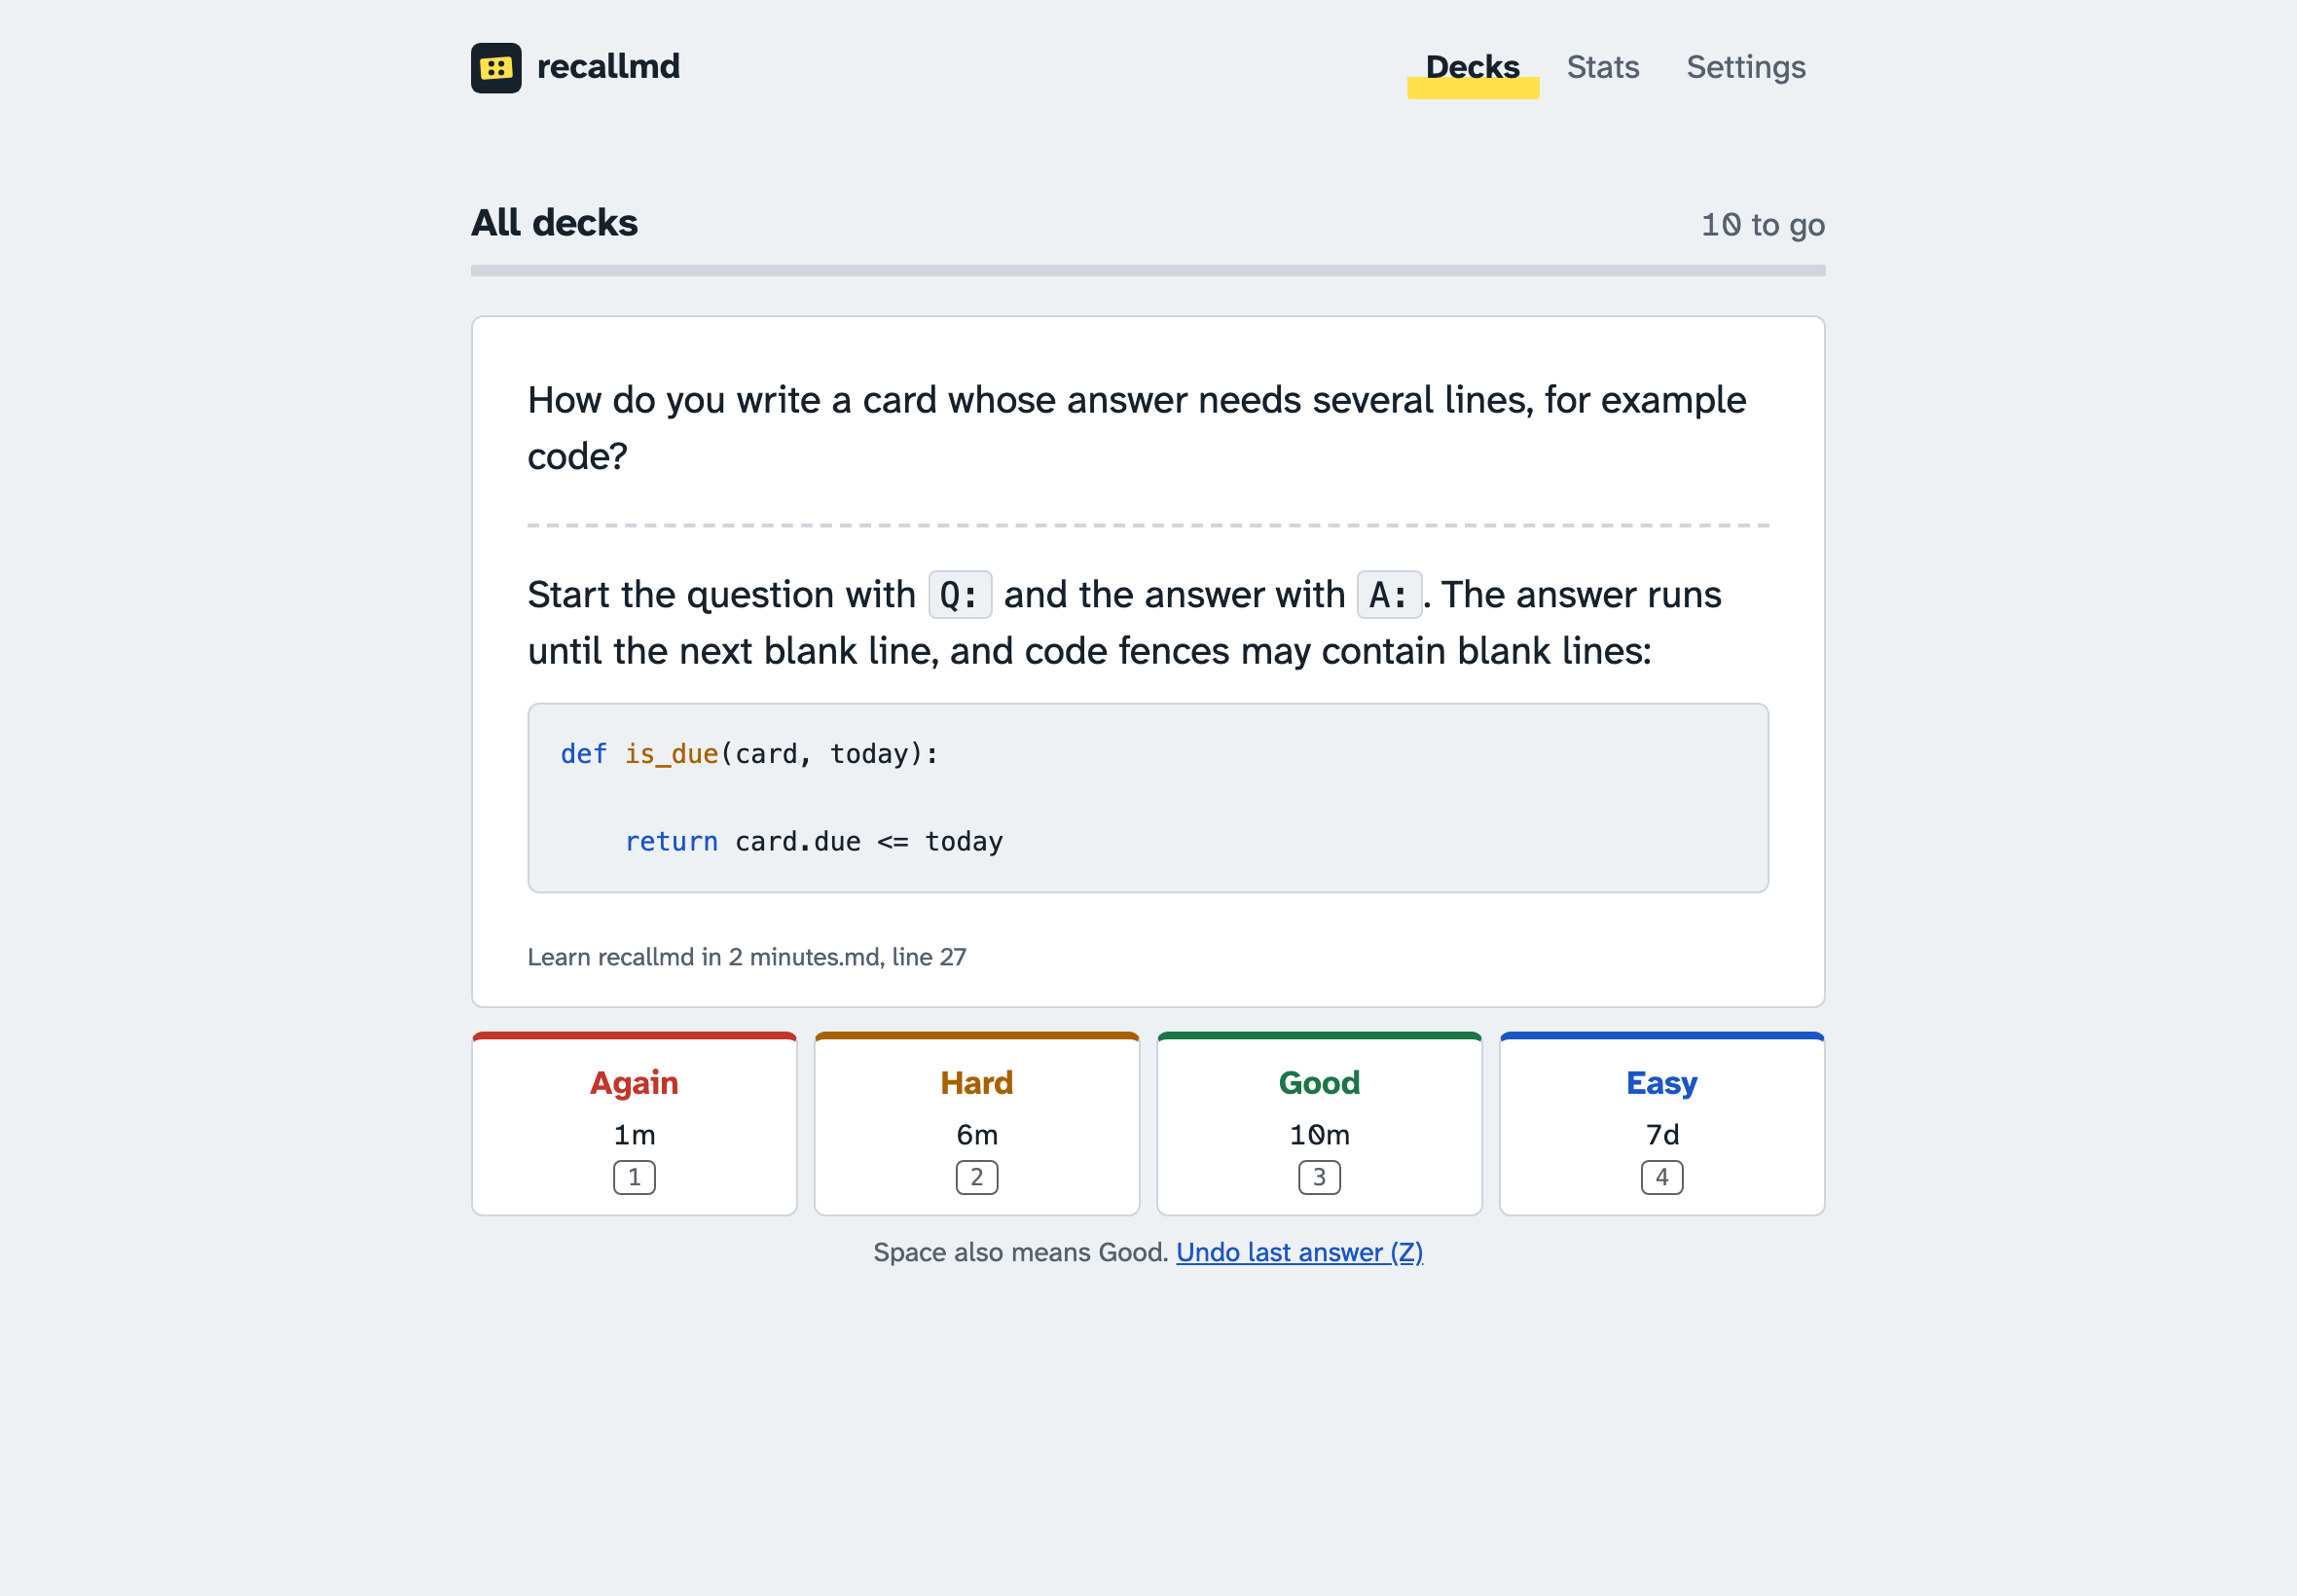 recallmd
Decks
Stats
Settings
All decks
10 to go
How do you write a card whose answer needs several lines, for example
code?
Start the question with Q: and the answer with A:. The answer runs
until the next blank line, and code fences may contain blank lines:
def is_due(card, today):
    return card.due <= today
Learn recallmd in 2 minutes.md, line 27
Again
1m
1
Hard
6m
2
Good
10m
3
Easy
7d
4
Space also means Good. Undo last answer (Z)